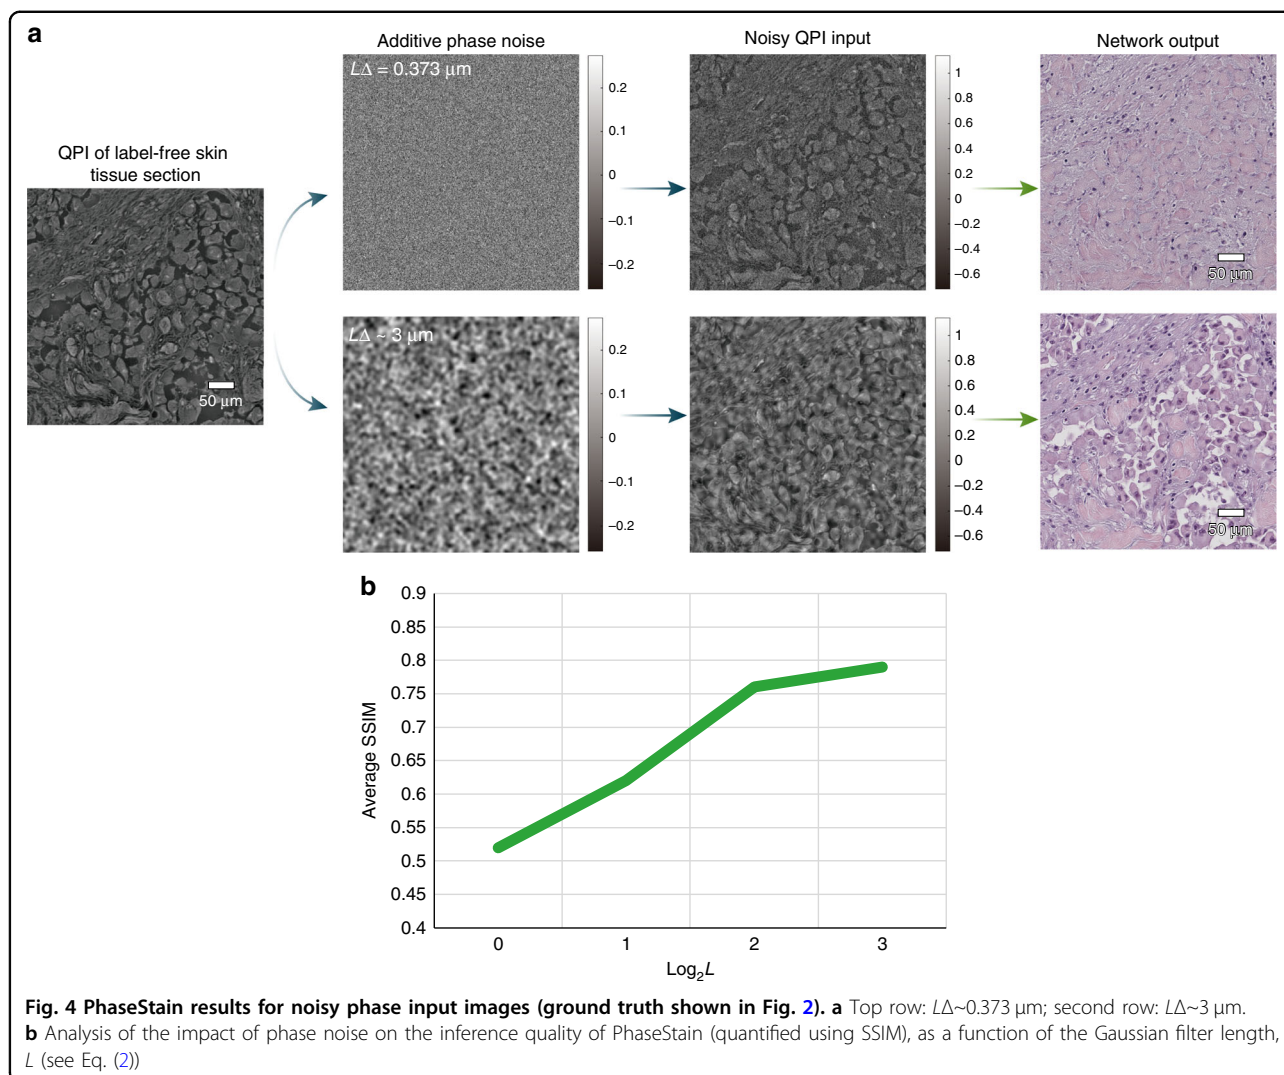 a
Additive phase noise
Noisy QPI input
Network output
QPI of label-free skin
tissue section
50 μm
LΔ = 0.373 μm
0.2
0.1
0
−0.1
−0.2
1
0.8
0.6
0.4
0.2
0
−0.2
−0.4
−0.6
50 μm
LΔ ~ 3 μm
0.2
0.1
0
−0.1
−0.2
1
0.8
0.6
0.4
0.2
0
−0.2
−0.4
−0.6
50 μm
b
0.9
0.85
0.8
0.75
0.7
0.65
0.6
0.55
0.5
0.45
0.4
Average SSIM
0 1 2 3
Log₂L
Fig. 4 PhaseStain results for noisy phase input images (ground truth shown in Fig. 2). a Top row: LΔ~0.373 μm; second row: LΔ~3 μm.
b Analysis of the impact of phase noise on the inference quality of PhaseStain (quantified using SSIM), as a function of the Gaussian filter length,
L (see Eq. (2))